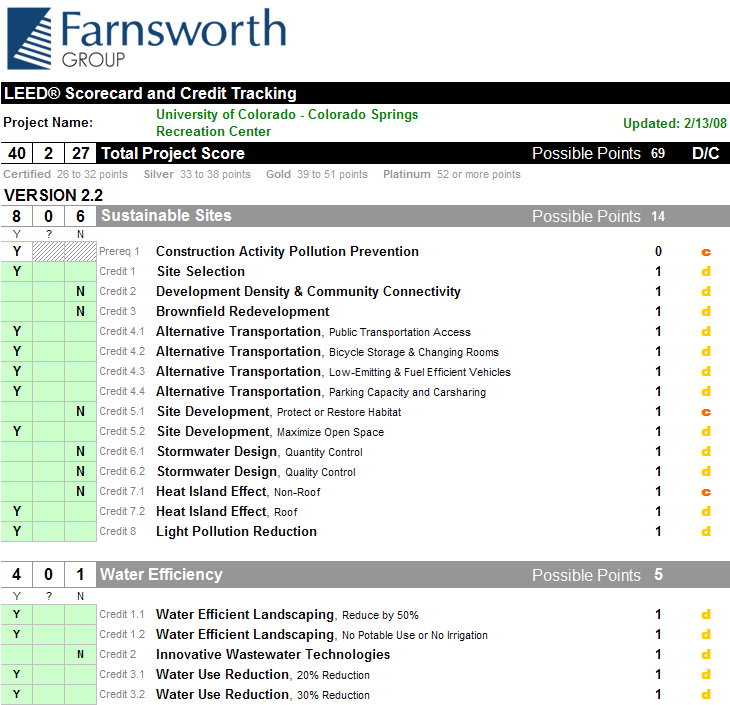 Farnsworth
GROUP
LEED® Scorecard and Credit Tracking
Project Name: University of Colorado - Colorado Springs
Recreation Center Updated: 2/13/08
40 2 27 Total Project Score Possible Points 69 D/C
Certified 26 to 32 points Silver 33 to 38 points Gold 39 to 51 points Platinum 52 or more points
VERSION 2.2
8 0 6 Sustainable Sites Possible Points 14
Y ? N
Y Prereq 1 Construction Activity Pollution Prevention 0 c
Y Credit 1 Site Selection 1 d
N Credit 2 Development Density & Community Connectivity 1 d
N Credit 3 Brownfield Redevelopment 1 d
Y Credit 4.1 Alternative Transportation, Public Transportation Access 1 d
Y Credit 4.2 Alternative Transportation, Bicycle Storage & Changing Rooms 1 d
Y Credit 4.3 Alternative Transportation, Low-Emitting & Fuel Efficient Vehicles 1 d
Y Credit 4.4 Alternative Transportation, Parking Capacity and Carsharing 1 d
N Credit 5.1 Site Development, Protect or Restore Habitat 1 c
Y Credit 5.2 Site Development, Maximize Open Space 1 d
N Credit 6.1 Stormwater Design, Quantity Control 1 d
N Credit 6.2 Stormwater Design, Quality Control 1 d
N Credit 7.1 Heat Island Effect, Non-Roof 1 c
Y Credit 7.2 Heat Island Effect, Roof 1 d
Y Credit 8 Light Pollution Reduction 1 d
4 0 1 Water Efficiency Possible Points 5
Y ? N
Y Credit 1.1 Water Efficient Landscaping, Reduce by 50% 1 d
Y Credit 1.2 Water Efficient Landscaping, No Potable Use or No Irrigation 1 d
N Credit 2 Innovative Wastewater Technologies 1 d
Y Credit 3.1 Water Use Reduction, 20% Reduction 1 d
Y Credit 3.2 Water Use Reduction, 30% Reduction 1 d